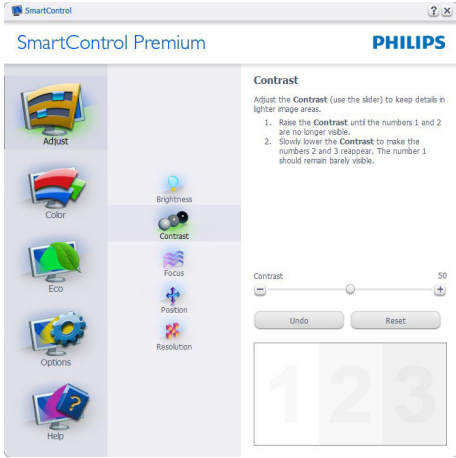 SmartControl
? ×
SmartControl Premium
PHILIPS
Adjust
Color
Eco
Options
Help
?
Brightness
Contrast
Focus
Position
Resolution
Contrast
Adjust the Contrast (use the slider) to keep details in
lighter image areas.
1. Raise the Contrast until the numbers 1 and 2
are no longer visible.
2. Slowly lower the Contrast to make the
numbers 2 and 3 reappear. The number 1
should remain barely visible.
Contrast 50
Undo Reset
1 2 3